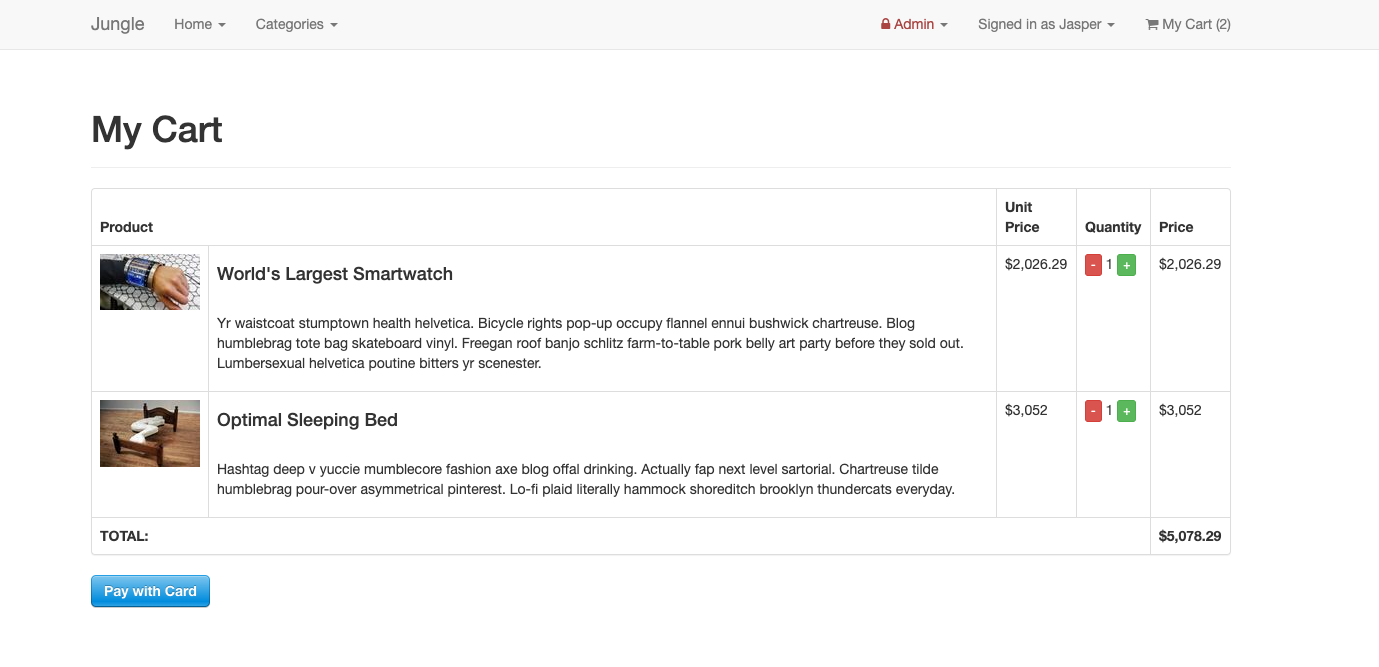 Jungle Home Categories Admin Signed in as Jasper My Cart (2)
My Cart
Product Unit Price Quantity Price
World's Largest Smartwatch $2,026.29 - 1 + $2,026.29
Yr waistcoat stumptown health helvetica. Bicycle rights pop-up occupy flannel ennui bushwick chartreuse. Blog
humblebrag tote bag skateboard vinyl. Freegan roof banjo schlitz farm-to-table pork belly art party before they sold out.
Lumbersexual helvetica poutine bitters yr scenester.
Optimal Sleeping Bed $3,052 - 1 + $3,052
Hashtag deep v yuccie mumblecore fashion axe blog offal drinking. Actually fap next level sartorial. Chartreuse tilde
humblebrag pour-over asymmetrical pinterest. Lo-fi plaid literally hammock shoreditch brooklyn thundercats everyday.
TOTAL: $5,078.29
Pay with Card